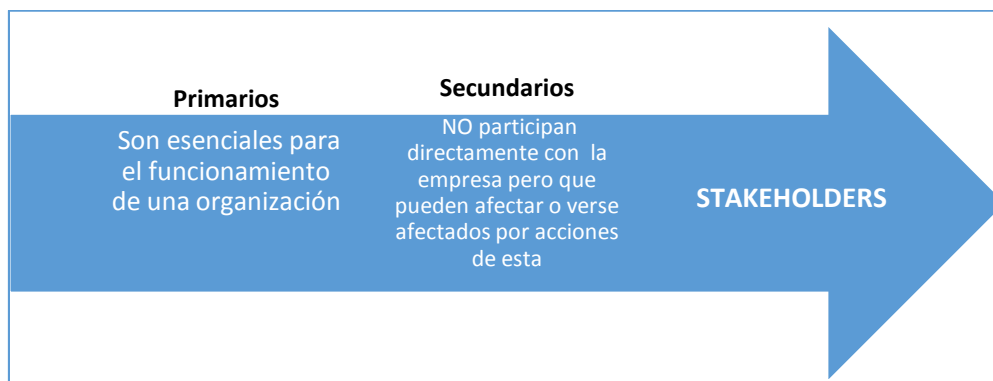 Primarios
Son esenciales para
el funcionamiento
de una organización
Secundarios
NO participan
directamente con la
empresa pero que
pueden afectar o verse
afectados por acciones
de esta
STAKEHOLDERS